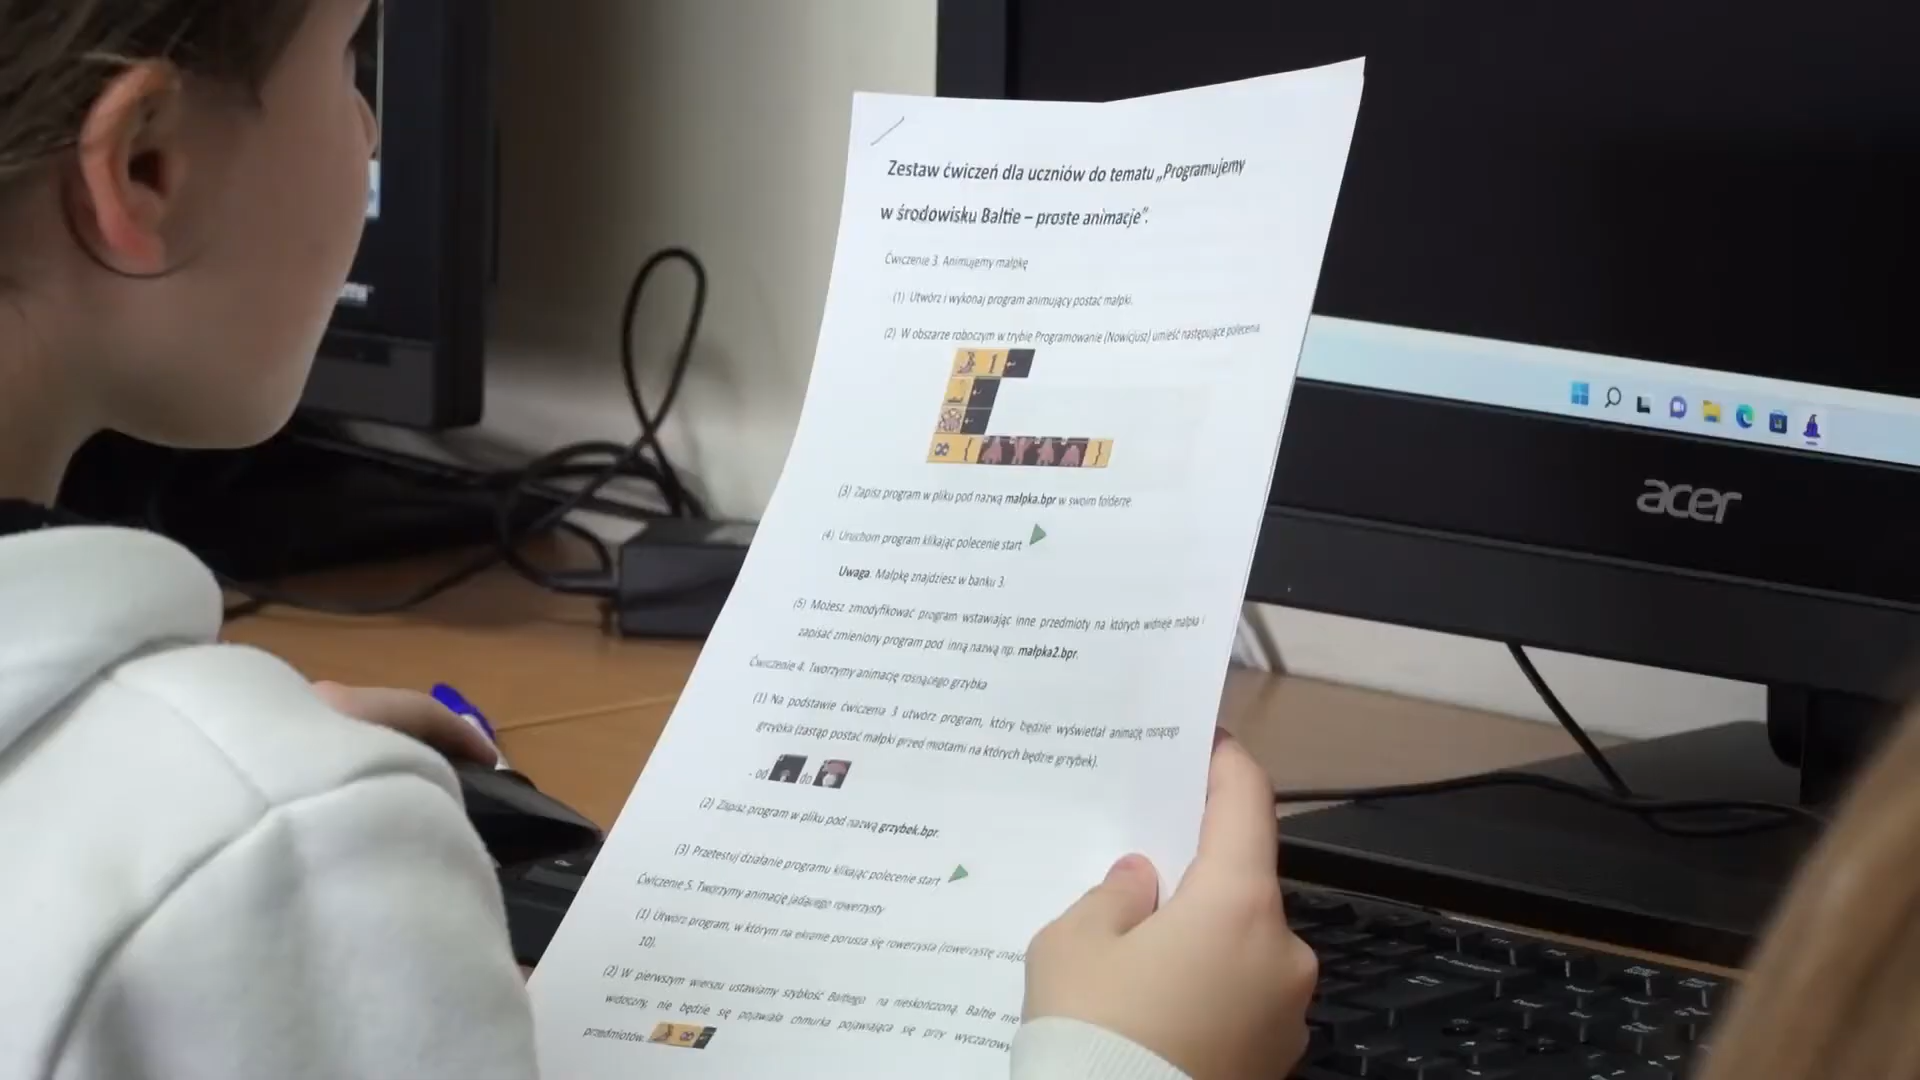 Zestaw ćwiczeń dla uczniów do tematu „Programujemy
w środowisku Baltie – proste animacje”.
Ćwiczenie 3. Animujemy małpkę
(1) Utwórz i wykonaj program animujący postać małpki.
(2) W obszarze roboczym w trybie Programowanie (Nowicjusz) umieść następujące polecenia
1
∞ { }
(3) Zapisz program w pliku pod nazwą małpka.bpr w swoim folderze.
(4) Uruchom program klikając polecenie start
Uwaga. Małpkę znajdziesz w banku 3.
(5) Możesz zmodyfikować program wstawiając inne przedmioty na których widnieje małpka i
zapisać zmieniony program pod inną nazwą np. małpka2.bpr.
Ćwiczenie 4. Tworzymy animację rosnącego grzybka
(1) Na podstawie ćwiczenia 3 utwórz program, który będzie wyświetlał animację rosnącego
grzybka (zastąp postać małpki przed miotami na których będzie grzybek).
- od do
(2) Zapisz program w pliku pod nazwą grzybek.bpr.
(3) Przetestuj działanie programu klikając polecenie start
Ćwiczenie 5. Tworzymy animację jadącego rowerzysty
(1) Utwórz program, w którym na ekranie porusza się rowerzysta (rowerzystę znajd
10).
(2) W pierwszym wierszu ustawiamy szybkość Baltiego na nieskończoną. Baltie nie
widoczny, nie będzie się pojawiała chmurka pojawiająca się przy wyczarowy
przedmiotów. ∞
acer